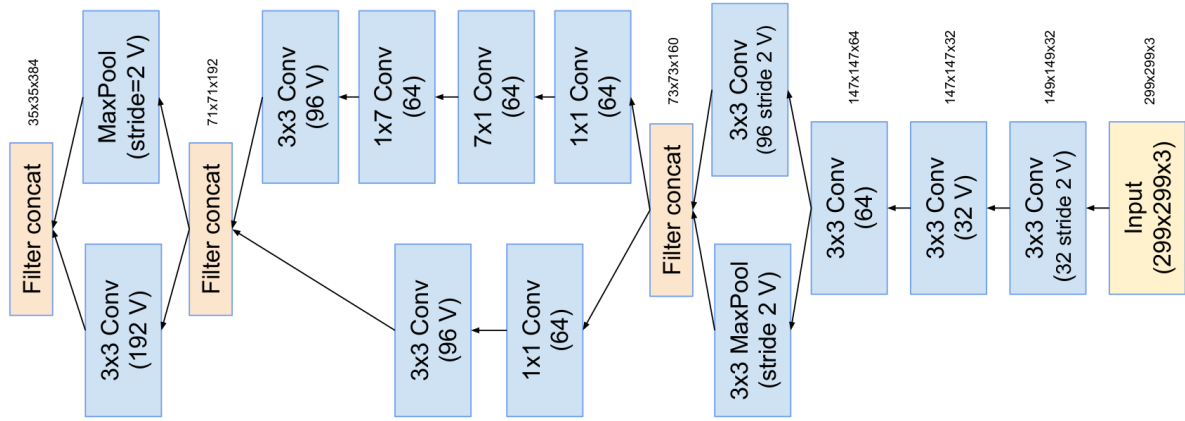 Filter concat
35x35x384
3x3 Conv
(192 V)
MaxPool
(stride=2 V)
Filter concat
71x71x192
3x3 Conv
(96 V)
1x7 Conv
(64)
3x3 Conv
(96 V)
7x1 Conv
(64)
1x1 Conv
(64)
1x1 Conv
(64)
Filter concat
73x73x160
3x3 MaxPool
(stride 2 V)
3x3 Conv
(96 stride 2 V)
3x3 Conv
(64)
147x147x64
3x3 Conv
(32 V)
147x147x32
3x3 Conv
(32 stride 2 V)
149x149x32
Input
(299x299x3)
299x299x3